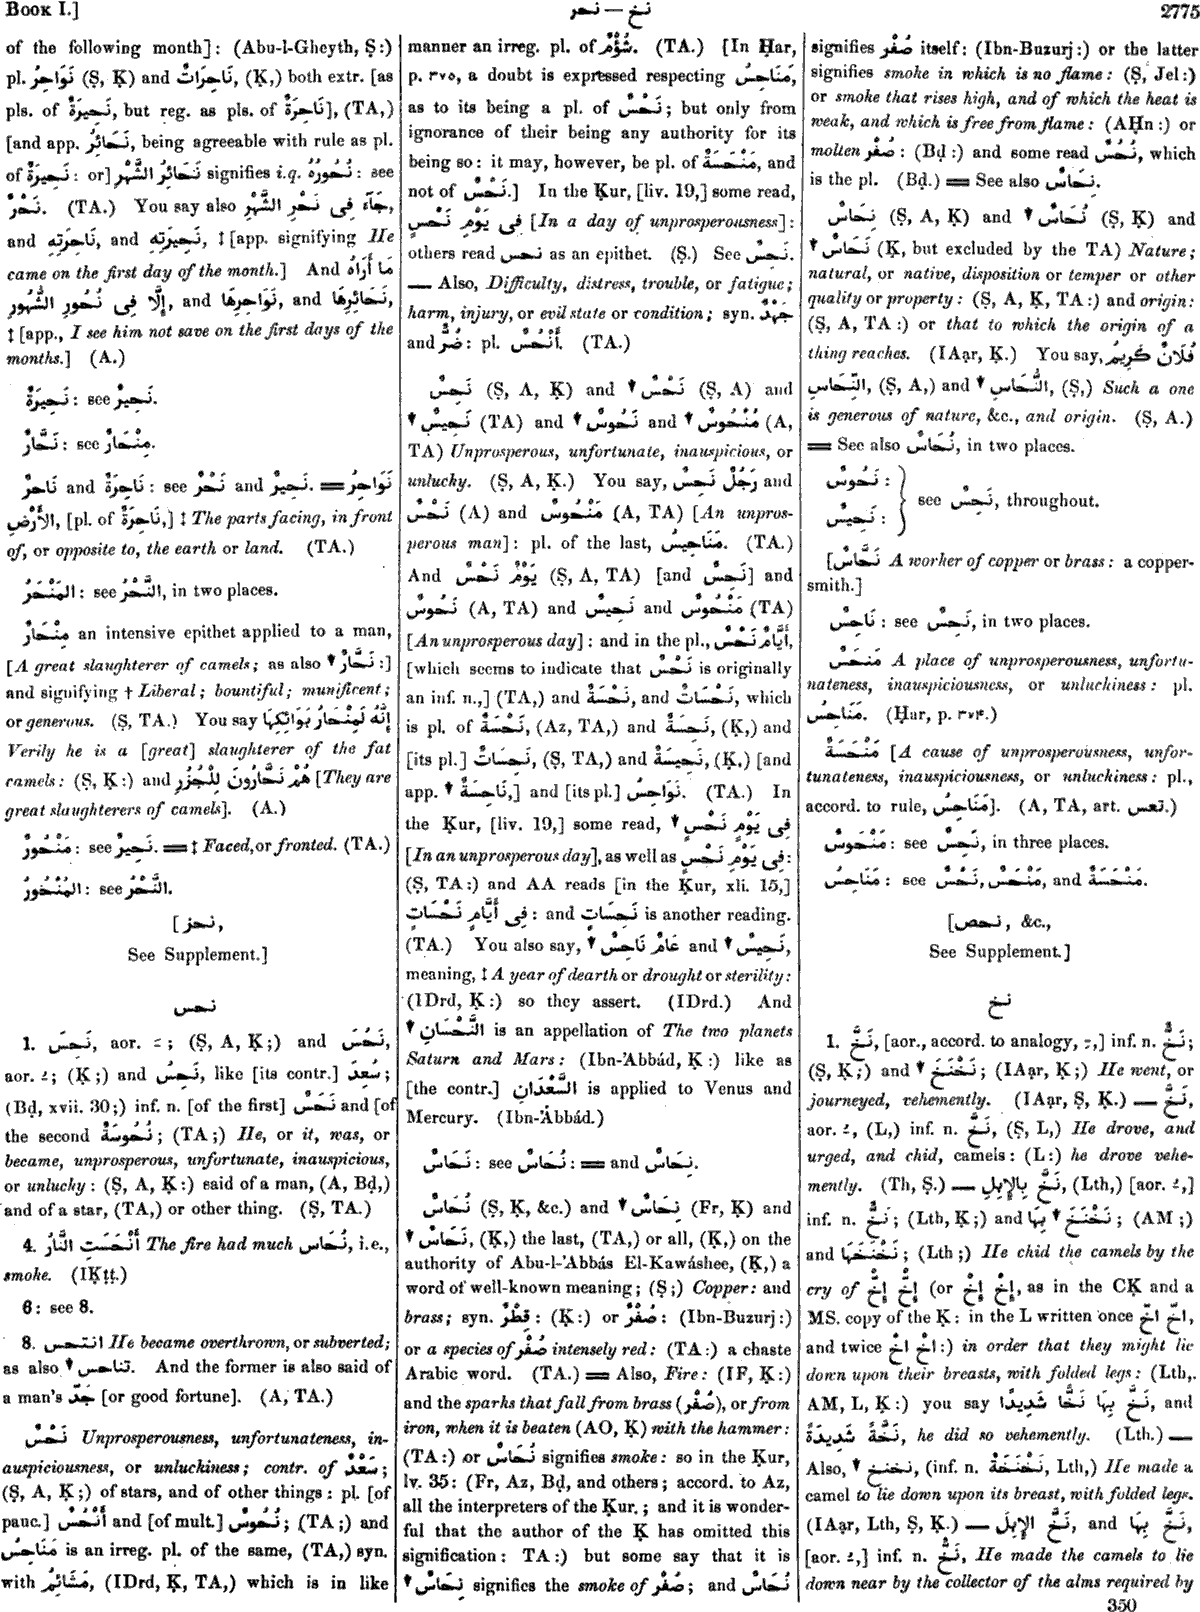 Book I.]
نحر — نخ
2775
of the following month]: (Abu-l-Gheyth, Ṣ:)
pl. نَوَاحِرُ (Ṣ, Ḳ) and نَاحِرَاتٌ, (Ḳ,) both extr. [as
pls. of نَحِيرَةٌ, but reg. as pls. of نَاحِرَةٌ], (TA,)
[and app. نَحَائِرُ, being agreeable with rule as pl.
of نَحِيرَةٌ: or] نَحَائِرُ الشَّهْرِ signifies i.q. نُحُورُهُ: see
نَحْرٌ. (TA.) You say also جَآءَ فِى نَحْرِ الشَّهْرِ,
and نَاحِرَتِهِ, and نَحِيرَتِهِ, ‡ [app. signifying He
came on the first day of the month.] And مَا أَرَاهُ
إِلَّا فِى نُحُورِ الشُّهُورِ, and نَوَاحِرِهَا, and نَحَائِرِهَا,
‡ [app., I see him not save on the first days of the
months.] (A.)
نَحِيرَةٌ: see نَحِيرٌ.
نَحَّارٌ: see مِنْحَارٌ.
نَاحِرٌ and نَاحِرَةٌ: see نَحْرٌ and نَحِيرٌ. = نَوَاحِرُ
الأَرْضِ, [pl. of نَاحِرَةٌ,] ‡ The parts facing, in front
of, or opposite to, the earth or land. (TA.)
المَنْحَرُ: see النَّحْرُ, in two places.
مِنْحَارٌ an intensive epithet applied to a man,
[A great slaughterer of camels; as also ▾ نَحَّارٌ:]
and signifying † Liberal; bountiful; munificent;
or generous. (Ṣ, TA.) You say إِنَّهُ لَمِنْحَارُ بَوَائِكِهَا
Verily he is a [great] slaughterer of the fat
camels: (Ṣ, Ḳ:) and هُمْ نَحَّارُونَ لِلْجُزُرِ [They are
great slaughterers of camels]. (A.)
مَنْحُورٌ: see نَحِيرٌ. = ‡ Faced, or fronted. (TA.)
المُنْحُورُ: see النَّحْرُ.
[نحز,
See Supplement.]
نحس
1. نَحِسَ, aor. ـَ; (Ṣ, A, Ḳ;) and نَحُسَ,
aor. ـُ; (Ḳ;) and نُحِسَ, like [its contr.] سُعِدَ;
(Bḍ, xvii. 30;) inf. n. [of the first] نَحَسٌ and [of
the second نُحُوسَةٌ; (TA;) He, or it, was, or
became, unprosperous, unfortunate, inauspicious,
or unlucky: (Ṣ, A, Ḳ:) said of a man, (A, Bḍ,)
and of a star, (TA,) or other thing. (Ṣ, TA.)
4. أَنْحَسَتِ النَّارُ The fire had much نُحَاس, i.e.,
smoke. (IḲṭṭ.)
6: see 8.
8. انتحس He became overthrown, or subverted;
as also ▾ تناحس. And the former is also said of
a man's جَدّ [or good fortune]. (A, TA.)
نَحْسٌ Unprosperousness, unfortunateness, in-
auspiciousness, or unluckiness; contr. of سَعْدٌ;
(Ṣ, A, Ḳ;) of stars, and of other things: pl. [of
pauc.] أَنْحُسٌ and [of mult.] نُحُوسٌ; (TA;) and
مَنَاحِسُ is an irreg. pl. of the same, (TA,) syn.
with مَشَائِمُ, (IDrd, Ḳ, TA,) which is in like
manner an irreg. pl. of شُؤْمٌ. (TA.) [In Ḥar,
p. ٣٧٥, a doubt is expressed respecting مَنَاحِسُ,
as to its being a pl. of نَحْسٌ; but only from
ignorance of their being any authority for its
being so: it may, however, be pl. of مَنْحَسَةٌ, and
not of نَحْسٌ.] In the Ḳur, [liv. 19,] some read,
فِى يَوْمِ نَحْسٍ [In a day of unprosperousness]:
others read نحس as an epithet. (Ṣ.) See نَحِسٌ.
— Also, Difficulty, distress, trouble, or fatigue;
harm, injury, or evil state or condition; syn. جَهْدٌ
and ضُرٌّ: pl. أَنْحُسٌ. (TA.)
نَحِسٌ (Ṣ, A, Ḳ) and ▾ نَحْسٌ (Ṣ, A) and
▾ نَحِيسٌ (TA) and ▾ نَحُوسٌ and ▾ مَنْحُوسٌ (A,
TA) Unprosperous, unfortunate, inauspicious, or
unlucky. (Ṣ, A, Ḳ.) You say, رَجُلٌ نَحِسٌ and
نَحْسٌ (A) and مَنْحُوسٌ (A, TA) [An unpros-
perous man]: pl. of the last, مَنَاحِيسُ. (TA.)
And يَوْمٌ نَحْسٌ (Ṣ, A, TA) [and نَحِسٌ] and
نَحُوسٌ (A, TA) and نَحِيسٌ and مَنْحُوسٌ (TA)
[An unprosperous day]: and in the pl., أَيَّامٌ نَحْسٌ,
[which seems to indicate that نَحْسٌ is originally
an inf. n.,] (TA,) and نَحْسَةٌ, and نَحْسَاتٌ, which
is pl. of نَحْسَةٌ, (Az, TA,) and نَحِسَةٌ, (Ḳ,) and
[its pl.] نَحِسَاتٌ, (Ṣ, TA,) and نَحِيسَةٌ, (Ḳ,) [and
app. ▾ نَاحِسَةٌ,] and [its pl.] نَوَاحِسُ. (TA.) In
the Ḳur, [liv. 19,] some read, ▾ فِى يَوْمٍ نَحْسٍ
[In an unprosperous day], as well as فِى يَوْمِ نَحْسٍ:
(Ṣ, TA:) and AA reads [in the Ḳur, xli. 15,]
فِى أَيَّامٍ نَحْسَاتٍ: and نَحِسَاتٍ is another reading.
(TA.) You also say, ▾ عَامٌ نَاحِسٌ and ▾ نَحِيسٌ,
meaning, ‡ A year of dearth or drought or sterility:
(IDrd, Ḳ:) so they assert. (IDrd.) And
▾ النَّحْسَانِ is an appellation of The two planets
Saturn and Mars: (Ibn-'Abbád, Ḳ:) like as
[the contr.] السَّعْدَانِ is applied to Venus and
Mercury. (Ibn-'Abbád.)
نَحَاسٌ: see نُحَاسٌ: = and نِحَاسٌ.
نُحَاسٌ (Ṣ, Ḳ, &c.) and ▾ نِحَاسٌ (Fr, Ḳ) and
▾ نَحَاسٌ, (Ḳ,) the last, (TA,) or all, (Ḳ,) on the
authority of Abu-l-'Abbás El-Kawáshee, (Ḳ,) a
word of well-known meaning; (Ṣ;) Copper: and
brass; syn. قِطْرٌ: (Ḳ:) or صُفْرٌ: (Ibn-Buzurj:)
or a species of صُفْر intensely red: (TA:) a chaste
Arabic word. (TA.) = Also, Fire: (IF, Ḳ:)
and the sparks that fall from brass (صُفْر), or from
iron, when it is beaten (AO, Ḳ) with the hammer:
(TA:) or نُحَاسٌ signifies smoke: so in the Ḳur,
lv. 35: (Fr, Az, Bḍ, and others; accord. to Az,
all the interpreters of the Ḳur.; and it is wonder-
ful that the author of the Ḳ has omitted this
signification: TA:) but some say that it is
▾ نِحَاسٌ signifies the smoke of صُفْر; and نُحَاسٌ
signifies صُفْر itself: (Ibn-Buzurj:) or the latter
signifies smoke in which is no flame: (Ṣ, Jel:)
or smoke that rises high, and of which the heat is
weak, and which is free from flame: (AḤn:) or
molten صُفْر: (Bḍ:) and some read نُحُسٌ, which
is the pl. (Bḍ.) = See also نِحَاسٌ.
نِحَاسٌ (Ṣ, A, Ḳ) and ▾ نُحَاسٌ (Ṣ, Ḳ) and
▾ نَحَاسٌ (Ḳ, but excluded by the TA) Nature;
natural, or native, disposition or temper or other
quality or property: (Ṣ, A, Ḳ, TA:) and origin:
(Ṣ, A, TA:) or that to which the origin of a
thing reaches. (IAạr, Ḳ.) You say, فُلَانٌ كَرِيمُ
النِّحَاسِ, (Ṣ, A,) and ▾ النُّحَاسِ, (Ṣ,) Such a one
is generous of nature, &c., and origin. (Ṣ, A.)
= See also نُحَاسٌ, in two places.
نَحُوسٌ:
نَحِيسٌ:
see نَحِسٌ, throughout.
[نَحَّاسٌ A worker of copper or brass: a copper-
smith.]
نَاحِسٌ: see نَحِسٌ, in two places.
مَنْحَسٌ A place of unprosperousness, unfortu-
nateness, inauspiciousness, or unluckiness: pl.
مَنَاحِسُ. (Ḥar, p. ٣٧۴.)
مَنْحَسَةٌ [A cause of unprosperousness, unfor-
tunateness, inauspiciousness, or unluckiness: pl.,
accord. to rule, مَنَاحِسُ]. (A, TA, art. تعس.)
مَنْحَوسٌ: see نَحِسٌ, in three places.
مَنَاحِسُ: see نَحْسٌ, مَنْحَسٌ, and مَنْحَسَةٌ.
[نحص, &c.,
See Supplement.]
نخ
1. نَخَّ, [aor., accord. to analogy, ـِ,] inf. n. نَخٌّ;
(Ṣ, Ḳ;) and ▾ نَخْنَخَ; (IAạr, Ḳ;) He went, or
journeyed, vehemently. (IAạr, Ṣ, Ḳ.) — نَخَّ,
aor. ـُ, (L,) inf. n. نَخٌّ, (Ṣ, L,) He drove, and
urged, and chid, camels: (L:) he drove vehe-
mently. (Th, Ṣ.) — نَخَّ بِالإِبِلِ, (Lth,) [aor. ـُ,]
inf. n. نَخٌّ; (Lth, Ḳ;) and ▾ نَخْنَخَ بِهَا; (AM;)
and نَخْنَخَهَا; (Lth;) He chid the camels by the
cry of إِخٍّ إِخٍّ (or إِخْ إِخْ, as in the CḲ and a
MS. copy of the Ḳ: in the L written once اخّ اخّ,
and twice اخ اخ:) in order that they might lie
down upon their breasts, with folded legs: (Lth,
AM, L, Ḳ:) you say نَخَّ بِهَا نَخًّا شَدِيدًا, and
نَخَّةً شَدِيدَةً, he did so vehemently. (Lth.) —
Also, ▾ نخنخ, (inf. n. نَخْنَخَةٌ, Lth,) He made a
camel to lie down upon its breast, with folded legs.
(IAạr, Lth, Ṣ, Ḳ.) — نَخَّ الإِبِلَ, and نَخَّ بِهَا,
[aor. ـُ,] inf. n. نَخٌّ, He made the camels to lie
down near by the collector of the alms required by
350